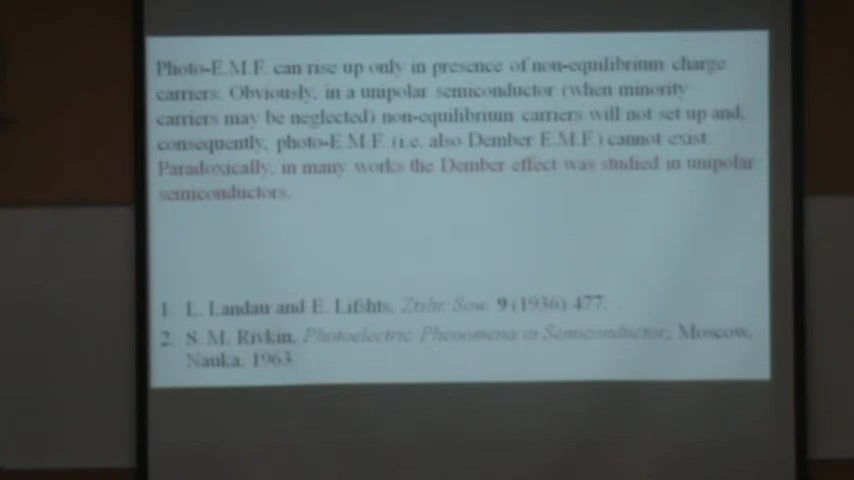 Photo-E.M.F. can rise up only in presence of non-equilibrium charge
carriers. Obviously, in a unipolar semiconductor (when minority
carriers may be neglected) non-equilibrium carriers will not set up and,
consequently, photo-E.M.F. (i.e. also Dember E.M.F.) cannot exist.
Paradoxically, in many works the Dember effect was studied in unipolar
semiconductors.
1. L. Landau and E. Lifshts, Ztshr. Sow. 9 (1936) 477.
2. S. M. Rivkin, Photoelectric Phenomena in Semiconductor, Moscow,
Nauka, 1963